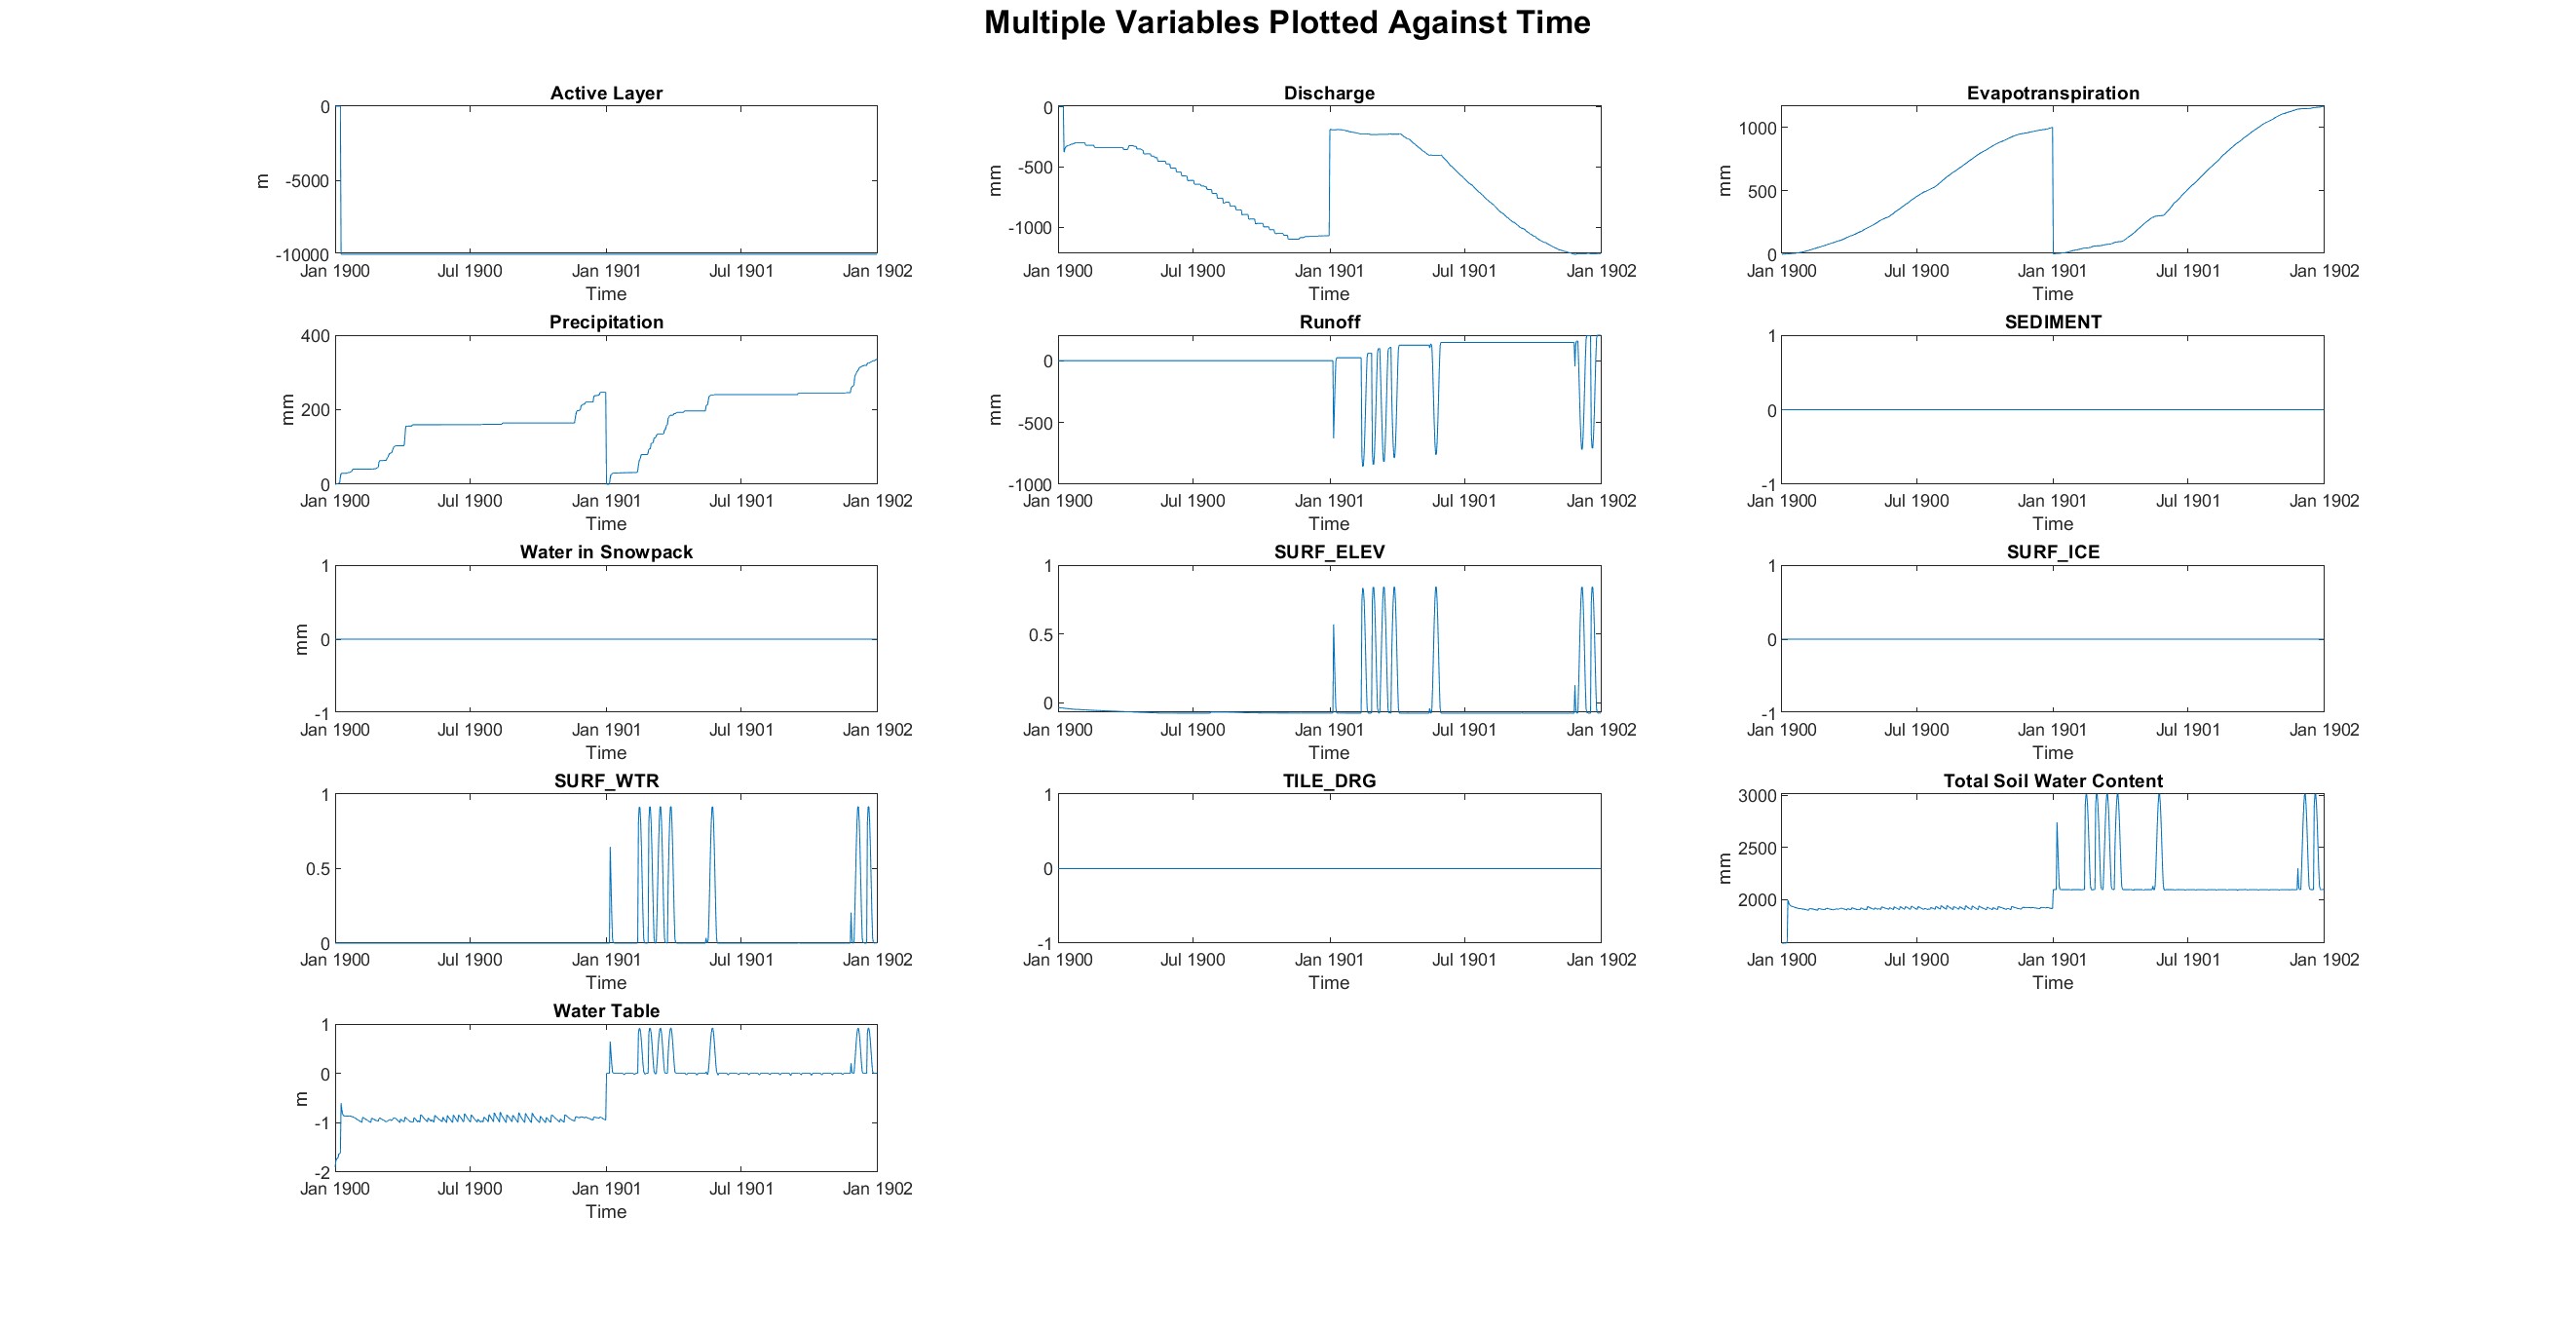 Multiple Variables Plotted Against Time
Active Layer
0
-5000
-10000
m
Jan 1900 Jul 1900 Jan 1901 Jul 1901 Jan 1902
Time
Discharge
0
-500
-1000
mm
Jan 1900 Jul 1900 Jan 1901 Jul 1901 Jan 1902
Time
Evapotranspiration
1000
500
0
mm
Jan 1900 Jul 1900 Jan 1901 Jul 1901 Jan 1902
Time
Precipitation
400
200
0
mm
Jan 1900 Jul 1900 Jan 1901 Jul 1901 Jan 1902
Time
Runoff
0
-500
-1000
mm
Jan 1900 Jul 1900 Jan 1901 Jul 1901 Jan 1902
Time
SEDIMENT
1
0
-1
Jan 1900 Jul 1900 Jan 1901 Jul 1901 Jan 1902
Time
Water in Snowpack
1
0
-1
mm
Jan 1900 Jul 1900 Jan 1901 Jul 1901 Jan 1902
Time
SURF_ELEV
1
0.5
0
Jan 1900 Jul 1900 Jan 1901 Jul 1901 Jan 1902
Time
SURF_ICE
1
0
-1
Jan 1900 Jul 1900 Jan 1901 Jul 1901 Jan 1902
Time
SURF_WTR
1
0.5
0
Jan 1900 Jul 1900 Jan 1901 Jul 1901 Jan 1902
Time
TILE_DRG
1
0
-1
Jan 1900 Jul 1900 Jan 1901 Jul 1901 Jan 1902
Time
Total Soil Water Content
3000
2500
2000
mm
Jan 1900 Jul 1900 Jan 1901 Jul 1901 Jan 1902
Time
Water Table
1
0
-1
-2
m
Jan 1900 Jul 1900 Jan 1901 Jul 1901 Jan 1902
Time